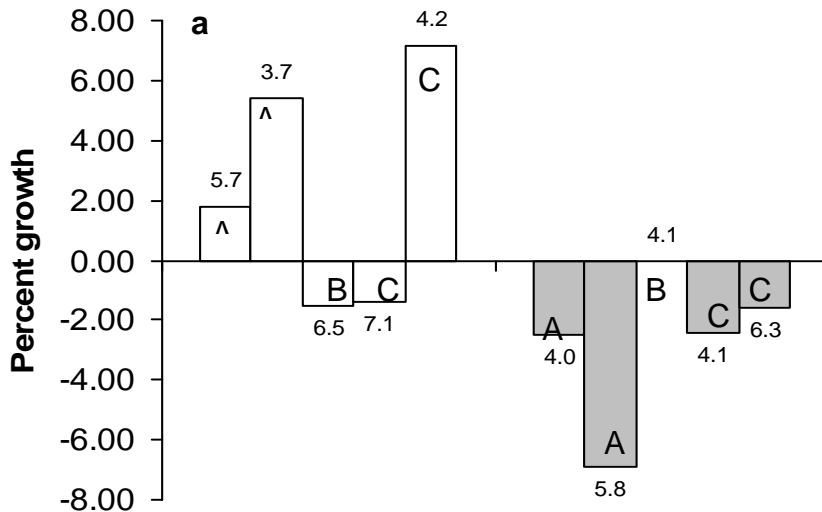 a
8.00
6.00
4.00
2.00
0.00
-2.00
-4.00
-6.00
-8.00
Percent growth
5.7
^
3.7
^
B
6.5
C
7.1
4.2
C
A
4.0
A
5.8
4.1
B
C
4.1
C
6.3